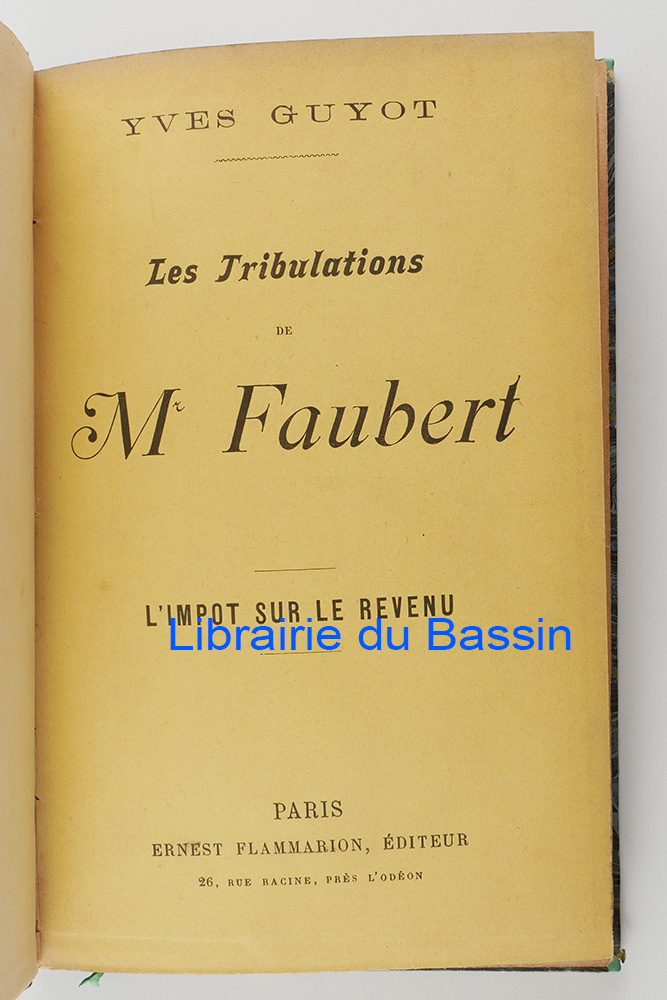 YVES GUYOT
Les Tribulations
DE
Mr Faubert
L'IMPOT SUR LE REVENU
Librairie du Bassin
PARIS
ERNEST FLAMMARION, ÉDITEUR
26, RUE RACINE, PRÈS L'ODÉON